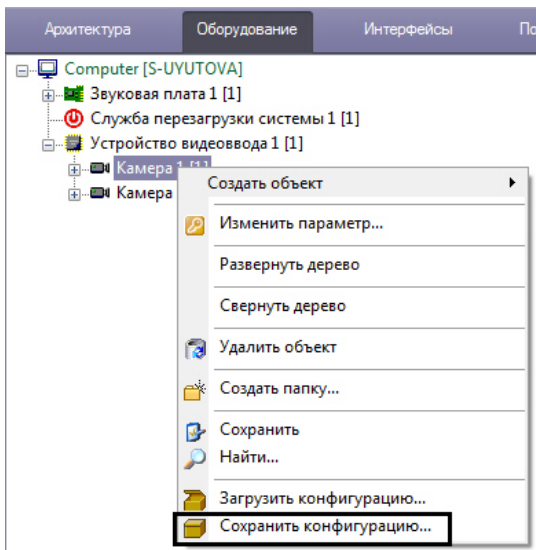 Архитектура Оборудование Интерфейсы
Computer [S-UYUTOVA]
Звуковая плата 1 [1]
Служба перезагрузки системы 1 [1]
Устройство видеоввода 1 [1]
Камера 1 [1]
Камера
Создать объект
Изменить параметр...
Развернуть дерево
Свернуть дерево
Удалить объект
Создать папку...
Сохранить
Найти...
Загрузить конфигурацию...
Сохранить конфигурацию...